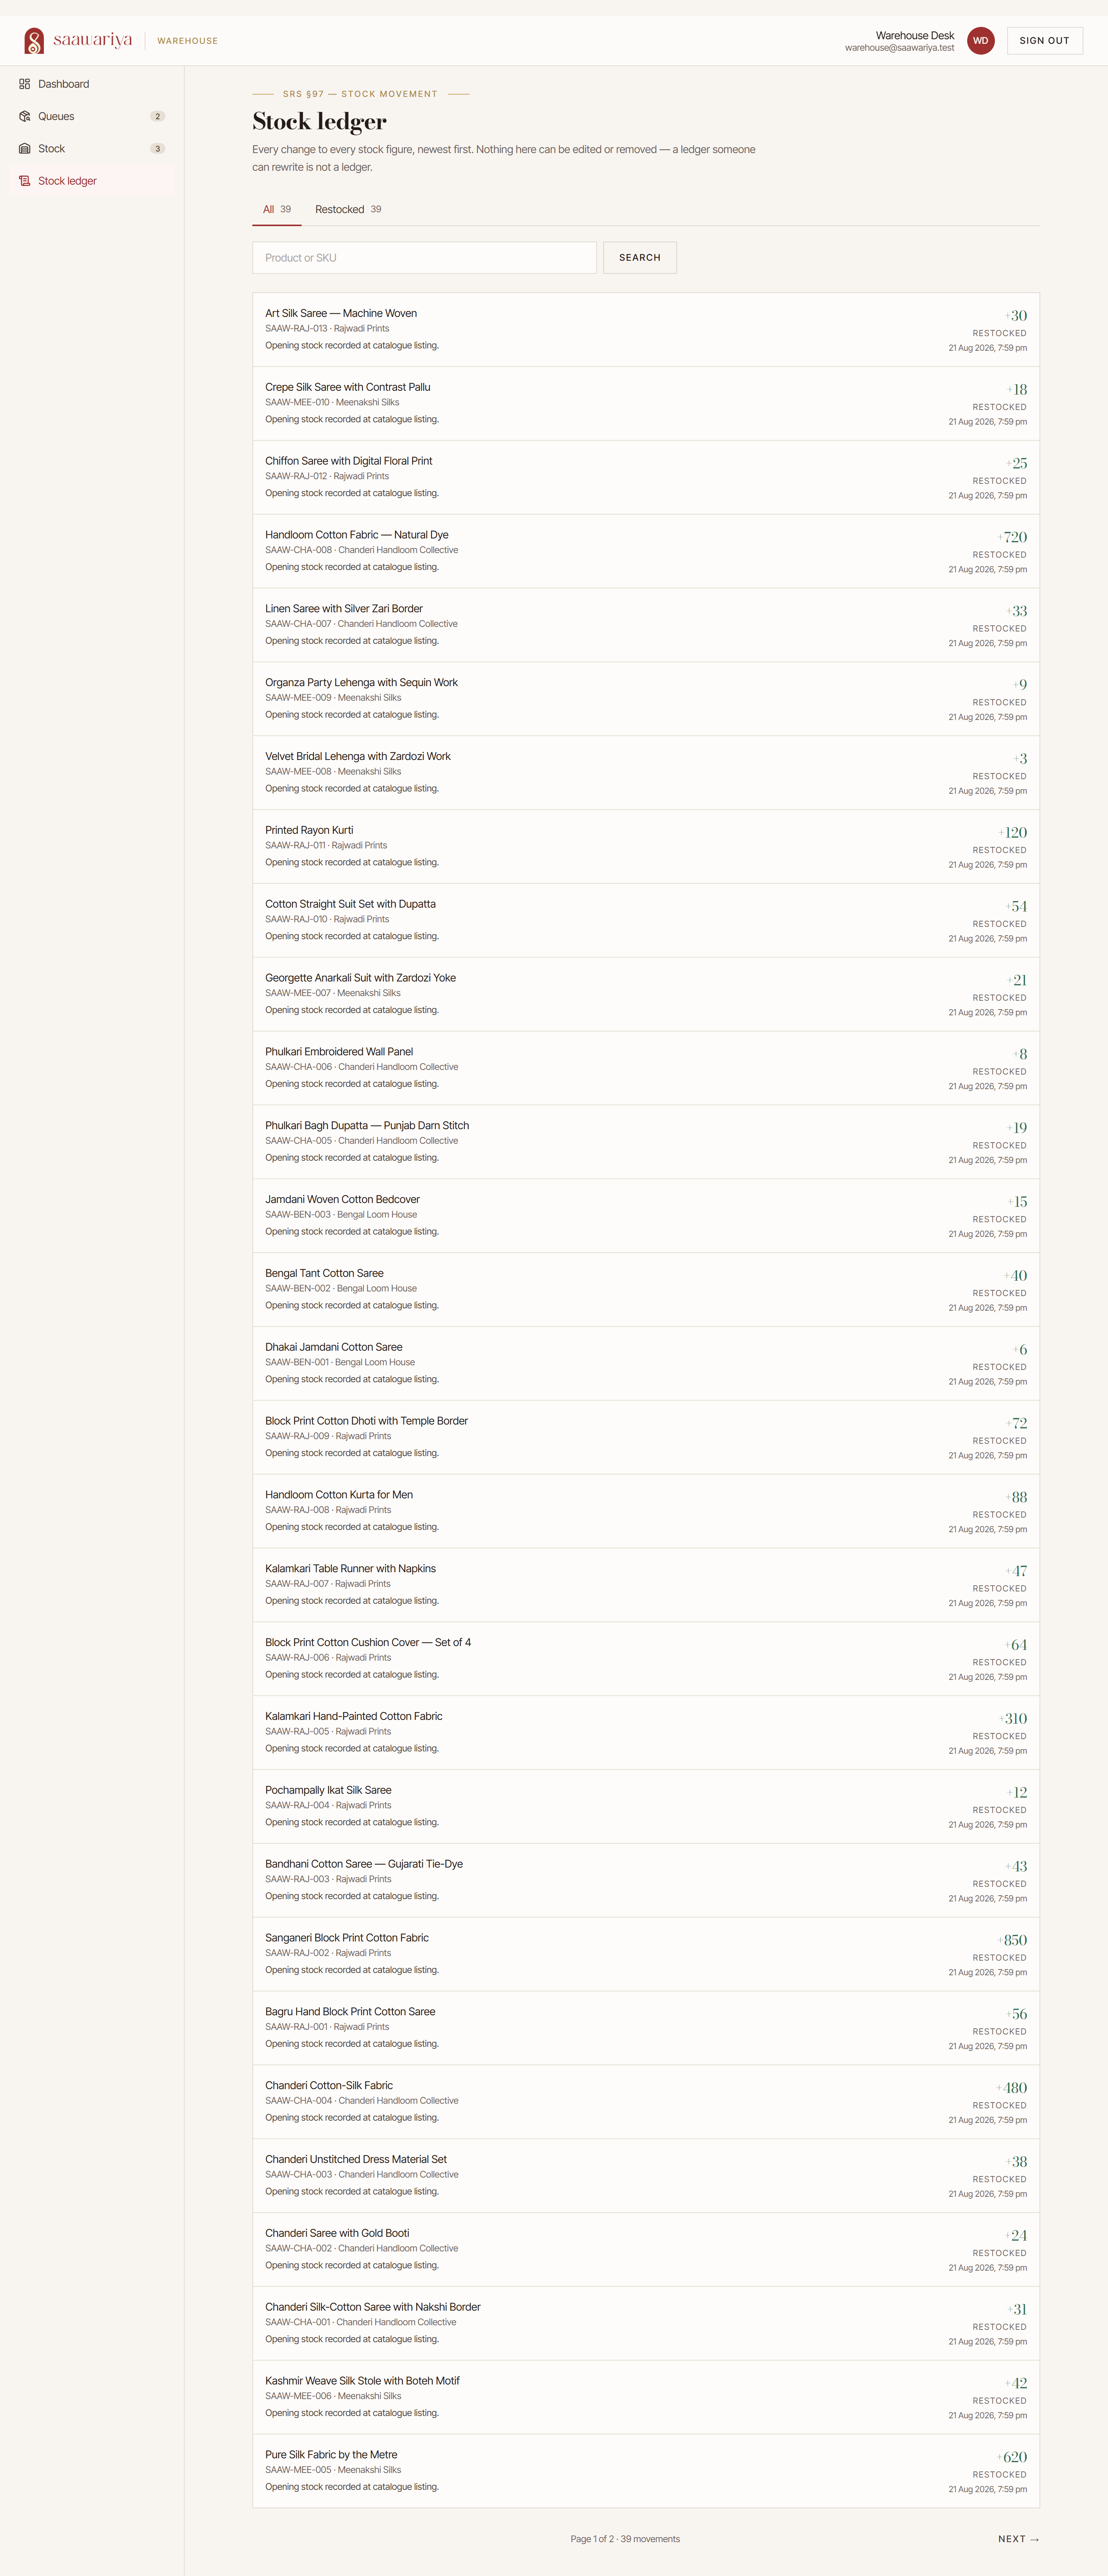 saawariya
WAREHOUSE
Warehouse Desk
warehouse@saawariya.test
WD
SIGN OUT
Dashboard
Queues 2
Stock 3
Stock ledger
SRS §97 — STOCK MOVEMENT
Stock ledger
Every change to every stock figure, newest first. Nothing here can be edited or removed — a ledger someone
can rewrite is not a ledger.
All 39 Restocked 39
Product or SKU
SEARCH
Art Silk Saree — Machine Woven
SAAW-RAJ-013 · Rajwadi Prints
Opening stock recorded at catalogue listing.
+30
RESTOCKED
21 Aug 2026, 7:59 pm
Crepe Silk Saree with Contrast Pallu
SAAW-MEE-010 · Meenakshi Silks
Opening stock recorded at catalogue listing.
+18
RESTOCKED
21 Aug 2026, 7:59 pm
Chiffon Saree with Digital Floral Print
SAAW-RAJ-012 · Rajwadi Prints
Opening stock recorded at catalogue listing.
+25
RESTOCKED
21 Aug 2026, 7:59 pm
Handloom Cotton Fabric — Natural Dye
SAAW-CHA-008 · Chanderi Handloom Collective
Opening stock recorded at catalogue listing.
+720
RESTOCKED
21 Aug 2026, 7:59 pm
Linen Saree with Silver Zari Border
SAAW-CHA-007 · Chanderi Handloom Collective
Opening stock recorded at catalogue listing.
+33
RESTOCKED
21 Aug 2026, 7:59 pm
Organza Party Lehenga with Sequin Work
SAAW-MEE-009 · Meenakshi Silks
Opening stock recorded at catalogue listing.
+9
RESTOCKED
21 Aug 2026, 7:59 pm
Velvet Bridal Lehenga with Zardozi Work
SAAW-MEE-008 · Meenakshi Silks
Opening stock recorded at catalogue listing.
+3
RESTOCKED
21 Aug 2026, 7:59 pm
Printed Rayon Kurti
SAAW-RAJ-011 · Rajwadi Prints
Opening stock recorded at catalogue listing.
+120
RESTOCKED
21 Aug 2026, 7:59 pm
Cotton Straight Suit Set with Dupatta
SAAW-RAJ-010 · Rajwadi Prints
Opening stock recorded at catalogue listing.
+54
RESTOCKED
21 Aug 2026, 7:59 pm
Georgette Anarkali Suit with Zardozi Yoke
SAAW-MEE-007 · Meenakshi Silks
Opening stock recorded at catalogue listing.
+21
RESTOCKED
21 Aug 2026, 7:59 pm
Phulkari Embroidered Wall Panel
SAAW-CHA-006 · Chanderi Handloom Collective
Opening stock recorded at catalogue listing.
+8
RESTOCKED
21 Aug 2026, 7:59 pm
Phulkari Bagh Dupatta — Punjab Darn Stitch
SAAW-CHA-005 · Chanderi Handloom Collective
Opening stock recorded at catalogue listing.
+19
RESTOCKED
21 Aug 2026, 7:59 pm
Jamdani Woven Cotton Bedcover
SAAW-BEN-003 · Bengal Loom House
Opening stock recorded at catalogue listing.
+15
RESTOCKED
21 Aug 2026, 7:59 pm
Bengal Tant Cotton Saree
SAAW-BEN-002 · Bengal Loom House
Opening stock recorded at catalogue listing.
+40
RESTOCKED
21 Aug 2026, 7:59 pm
Dhakai Jamdani Cotton Saree
SAAW-BEN-001 · Bengal Loom House
Opening stock recorded at catalogue listing.
+6
RESTOCKED
21 Aug 2026, 7:59 pm
Block Print Cotton Dhoti with Temple Border
SAAW-RAJ-009 · Rajwadi Prints
Opening stock recorded at catalogue listing.
+72
RESTOCKED
21 Aug 2026, 7:59 pm
Handloom Cotton Kurta for Men
SAAW-RAJ-008 · Rajwadi Prints
Opening stock recorded at catalogue listing.
+88
RESTOCKED
21 Aug 2026, 7:59 pm
Kalamkari Table Runner with Napkins
SAAW-RAJ-007 · Rajwadi Prints
Opening stock recorded at catalogue listing.
+47
RESTOCKED
21 Aug 2026, 7:59 pm
Block Print Cotton Cushion Cover — Set of 4
SAAW-RAJ-006 · Rajwadi Prints
Opening stock recorded at catalogue listing.
+64
RESTOCKED
21 Aug 2026, 7:59 pm
Kalamkari Hand-Painted Cotton Fabric
SAAW-RAJ-005 · Rajwadi Prints
Opening stock recorded at catalogue listing.
+310
RESTOCKED
21 Aug 2026, 7:59 pm
Pochampally Ikat Silk Saree
SAAW-RAJ-004 · Rajwadi Prints
Opening stock recorded at catalogue listing.
+12
RESTOCKED
21 Aug 2026, 7:59 pm
Bandhani Cotton Saree — Gujarati Tie-Dye
SAAW-RAJ-003 · Rajwadi Prints
Opening stock recorded at catalogue listing.
+43
RESTOCKED
21 Aug 2026, 7:59 pm
Sanganeri Block Print Cotton Fabric
SAAW-RAJ-002 · Rajwadi Prints
Opening stock recorded at catalogue listing.
+850
RESTOCKED
21 Aug 2026, 7:59 pm
Bagru Hand Block Print Cotton Saree
SAAW-RAJ-001 · Rajwadi Prints
Opening stock recorded at catalogue listing.
+56
RESTOCKED
21 Aug 2026, 7:59 pm
Chanderi Cotton-Silk Fabric
SAAW-CHA-004 · Chanderi Handloom Collective
Opening stock recorded at catalogue listing.
+480
RESTOCKED
21 Aug 2026, 7:59 pm
Chanderi Unstitched Dress Material Set
SAAW-CHA-003 · Chanderi Handloom Collective
Opening stock recorded at catalogue listing.
+38
RESTOCKED
21 Aug 2026, 7:59 pm
Chanderi Saree with Gold Booti
SAAW-CHA-002 · Chanderi Handloom Collective
Opening stock recorded at catalogue listing.
+24
RESTOCKED
21 Aug 2026, 7:59 pm
Chanderi Silk-Cotton Saree with Nakshi Border
SAAW-CHA-001 · Chanderi Handloom Collective
Opening stock recorded at catalogue listing.
+31
RESTOCKED
21 Aug 2026, 7:59 pm
Kashmir Weave Silk Stole with Boteh Motif
SAAW-MEE-006 · Meenakshi Silks
Opening stock recorded at catalogue listing.
+42
RESTOCKED
21 Aug 2026, 7:59 pm
Pure Silk Fabric by the Metre
SAAW-MEE-005 · Meenakshi Silks
Opening stock recorded at catalogue listing.
+620
RESTOCKED
21 Aug 2026, 7:59 pm
Page 1 of 2 · 39 movements
NEXT →